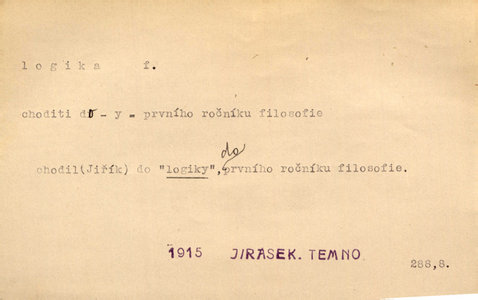 logika f.
choditi do - y = prvního ročníku filosofie
do
chodil(Jiřík) do "logiky", prvního ročníku filosofie.
1915 JIRASEK. TEMNO.
288,8.